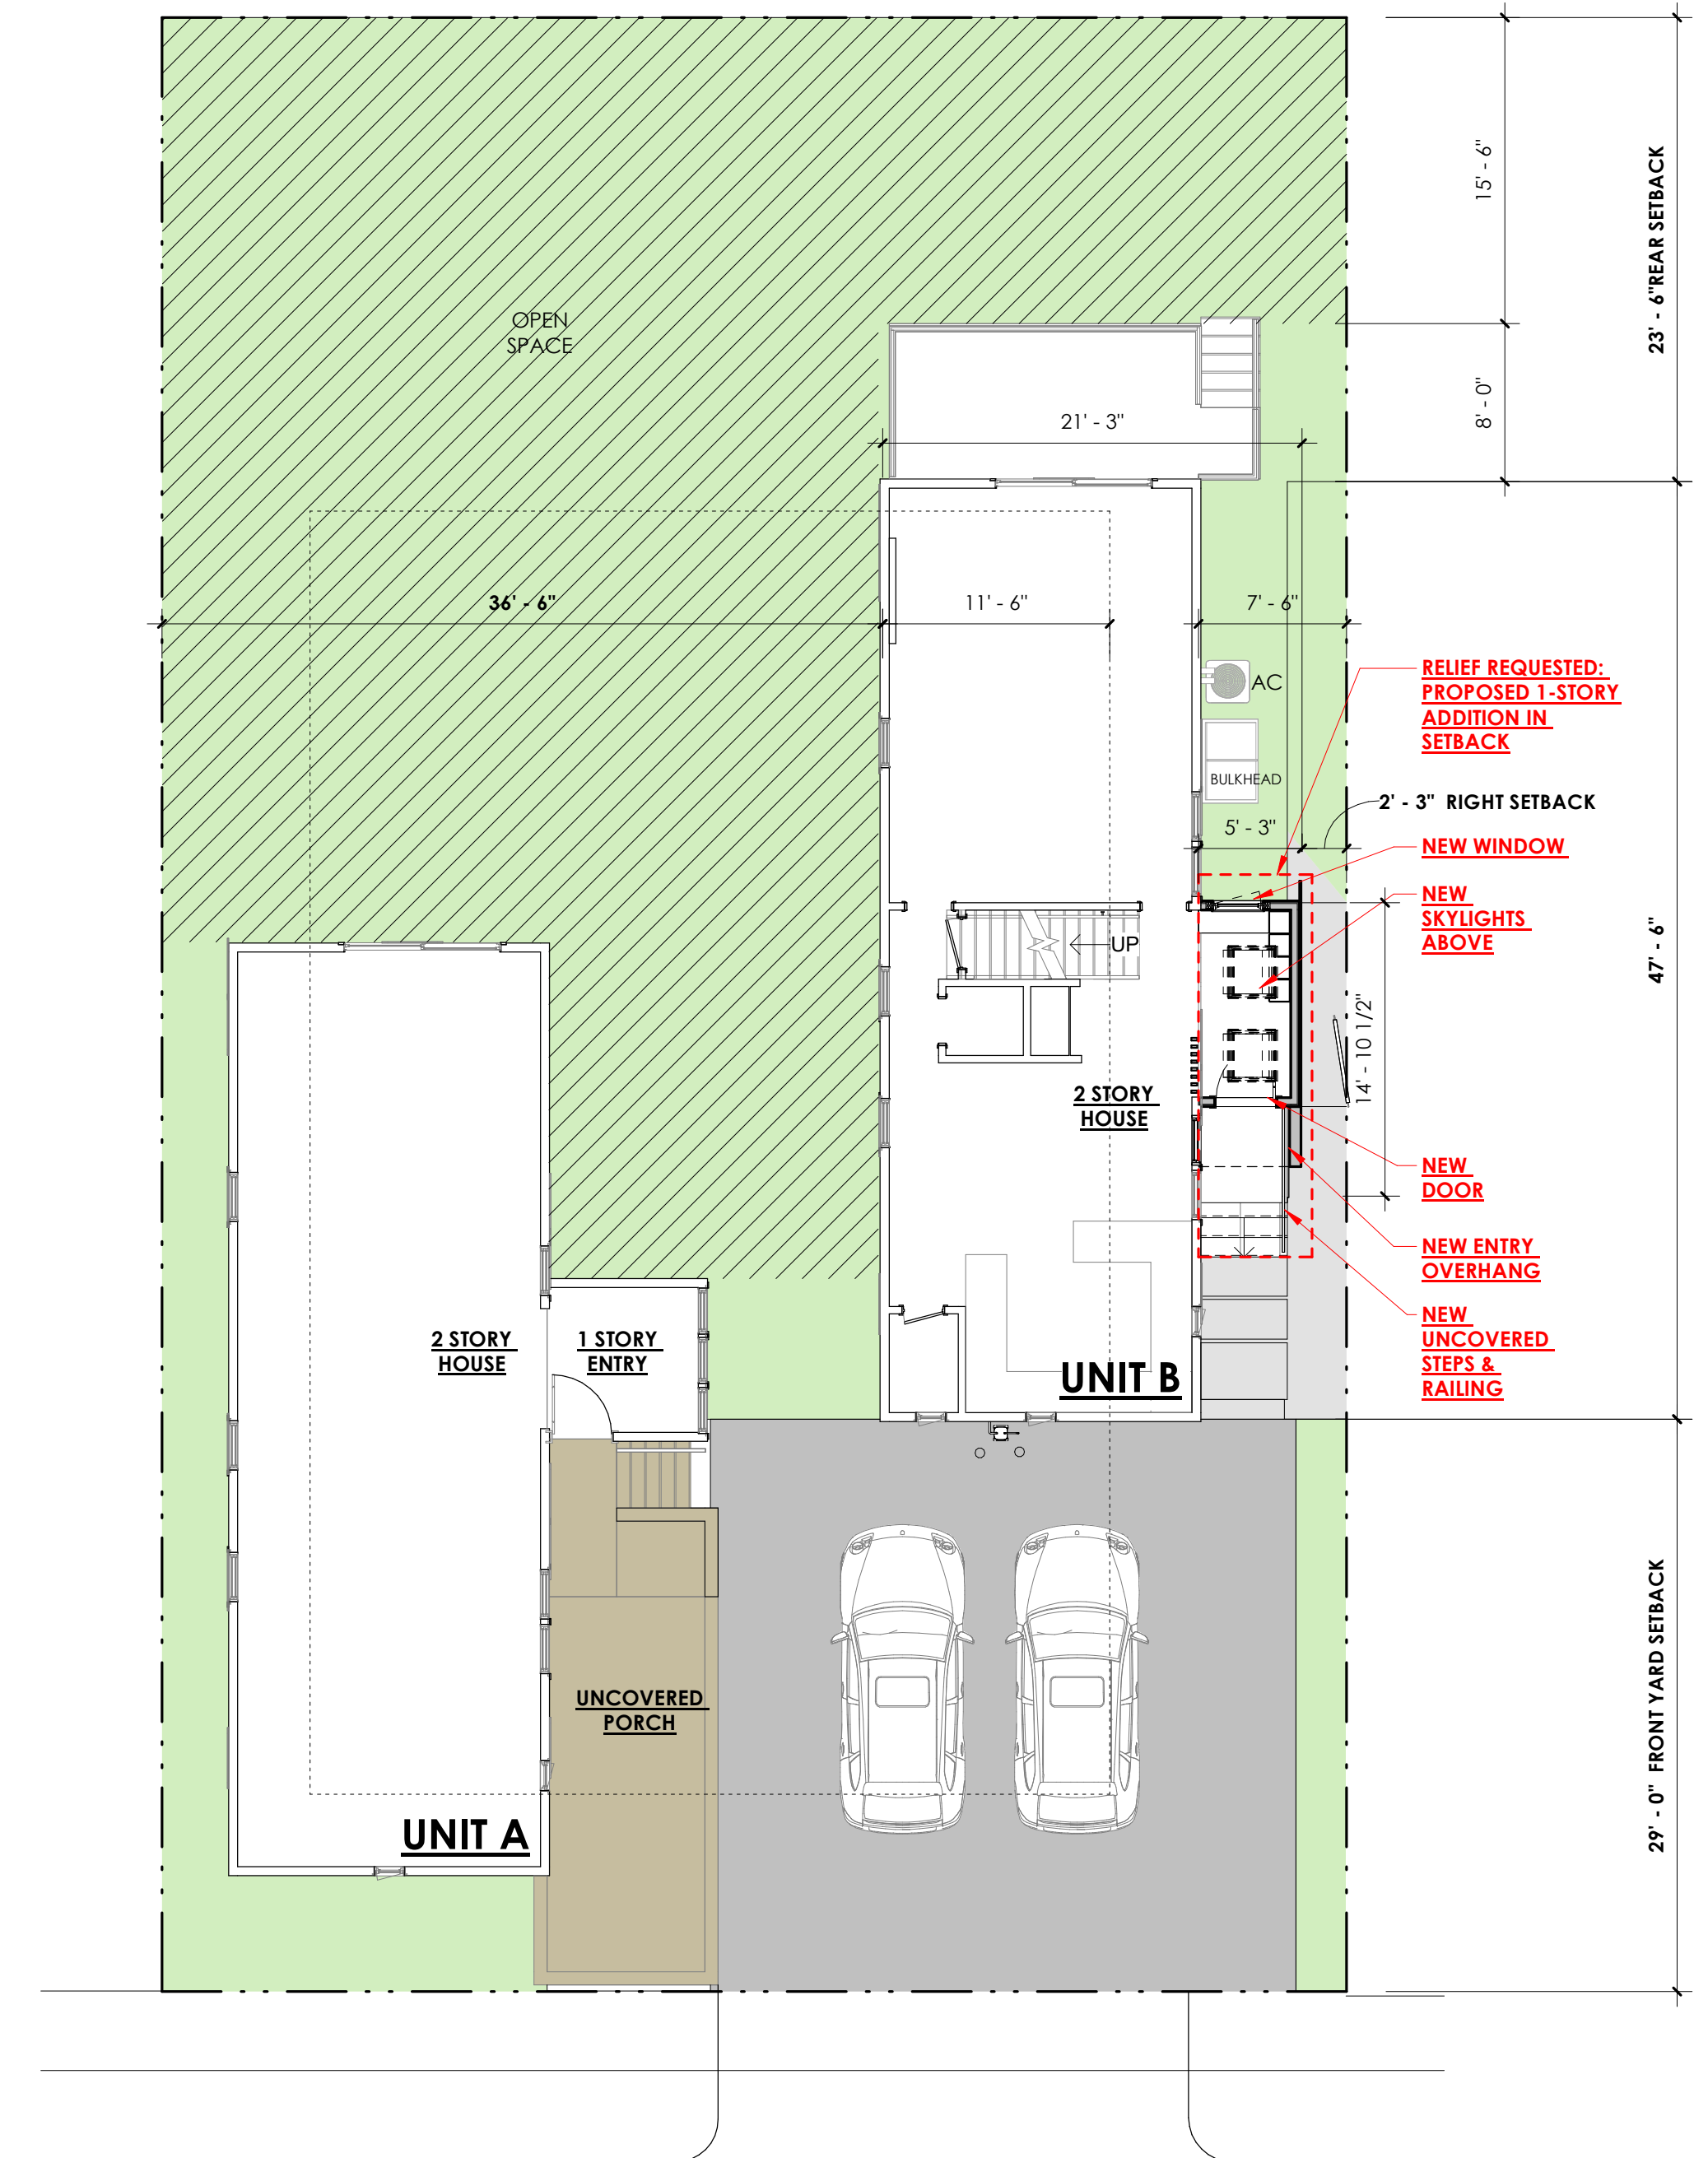 15' - 6"
23' - 6"REAR SETBACK
OPEN
SPACE
8' - 0"
21' - 3"
36' - 6"
11' - 6"
7' - 6"
RELIEF REQUESTED:
PROPOSED 1-STORY
ADDITION IN
SETBACK
AC
BULKHEAD
2' - 3" RIGHT SETBACK
5' - 3"
NEW WINDOW
NEW
SKYLIGHTS
ABOVE
UP
47' - 6"
14' - 10 1/2"
2 STORY
HOUSE
NEW
DOOR
NEW ENTRY
OVERHANG
NEW
UNCOVERED
STEPS &
RAILING
2 STORY
HOUSE
1 STORY
ENTRY
UNIT B
UNCOVERED
PORCH
29' - 0" FRONT YARD SETBACK
UNIT A